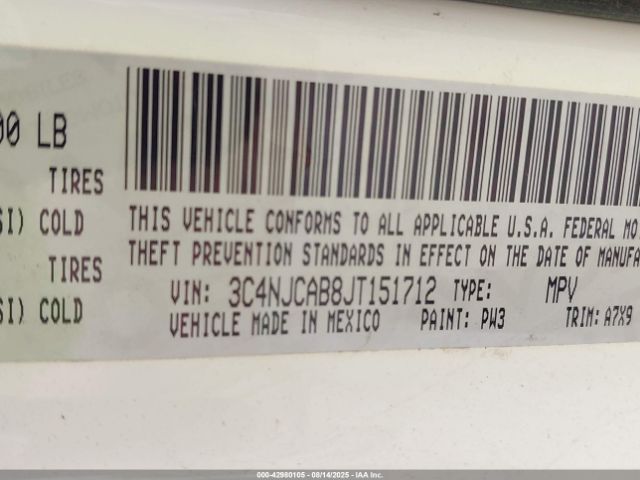 00 LB
TIRES
SI) COLD
TIRES
SI) COLD
THIS VEHICLE CONFORMS TO ALL APPLICABLE U.S.A. FEDERAL MO
THEFT PREVENTION STANDARDS IN EFFECT ON THE DATE OF MANUFA
VIN: 3C4NJCAB8JT151712 TYPE: MPV
VEHICLE MADE IN MEXICO PAINT: PW3 TRIM: A7X9
000-42980105 - 08/14/2025 - IAA Inc.